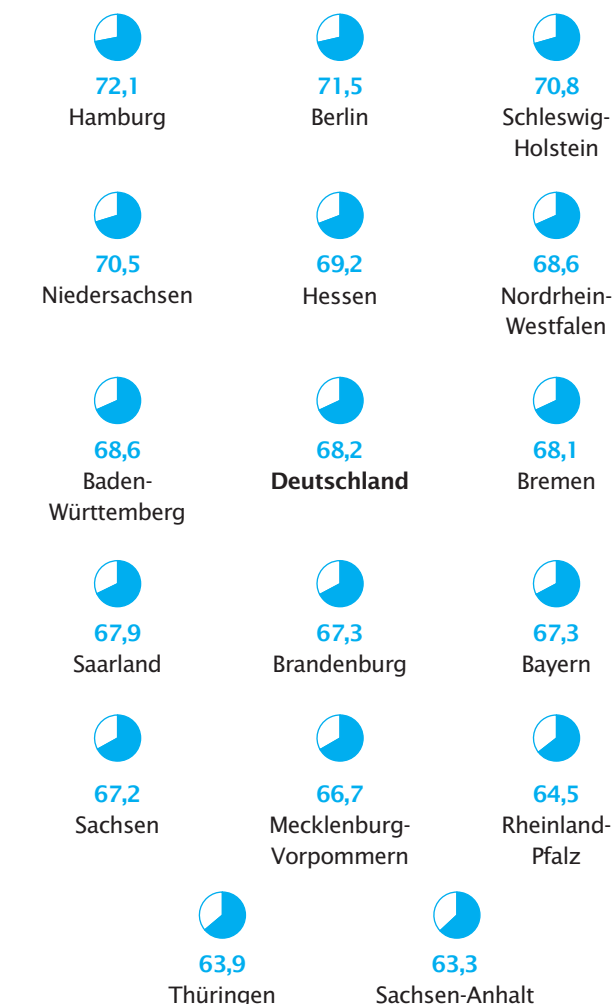 72,1
Hamburg
71,5
Berlin
70,8
Schleswig-
Holstein
70,5
Niedersachsen
69,2
Hessen
68,6
Nordrhein-
Westfalen
68,6
Baden-
Württemberg
68,2
Deutschland
68,1
Bremen
67,9
Saarland
67,3
Brandenburg
67,3
Bayern
67,2
Sachsen
66,7
Mecklenburg-
Vorpommern
64,5
Rheinland-
Pfalz
63,9
Thüringen
63,3
Sachsen-Anhalt